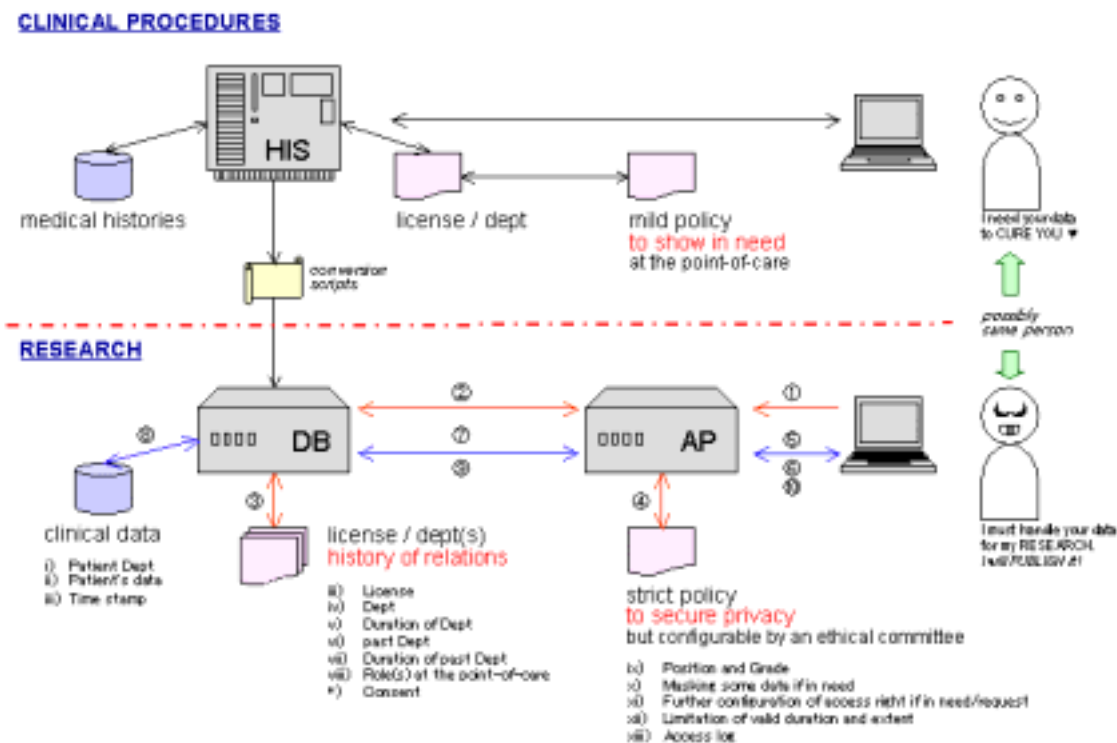 CLINICAL PROCEDURES
HIS
medical histories
license / dept
mild policy
to show in need
at the point-of-care
I need your data
to CURE YOU ♥
conversion
scripts
possibly
same person
RESEARCH
② ①
DB
AP
⑧ ⑦ ⑤
⑨ ⑥
⑩
③ ④
clinical data
i) Patient Dept
ii) Patient's data
iii) Time stamp
license / dept(s)
history of relations
iii) License
iv) Dept
v) Duration of Dept
vi) past Dept
vii) Duration of past Dept
viii) Role(s) at the point-of-care
*) Consent
strict policy
to secure privacy
but configurable by an ethical committee
ix) Position and Grade
x) Masking some data if in need
xi) Further configuration of access right if in need/request
xii) Limitation of valid duration and extent
xiii) Access log
I must handle your data
for my RESEARCH.
I will PUBLISH it!